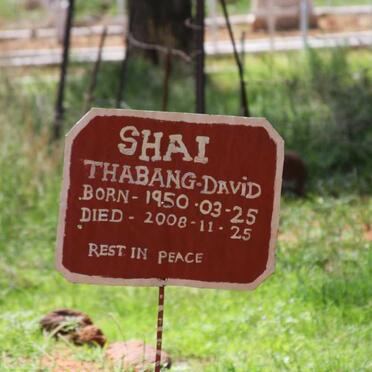 SHAI
THABANG-DAVID
BORN - 1950-03-25
DIED - 2008-11-25
REST IN PEACE